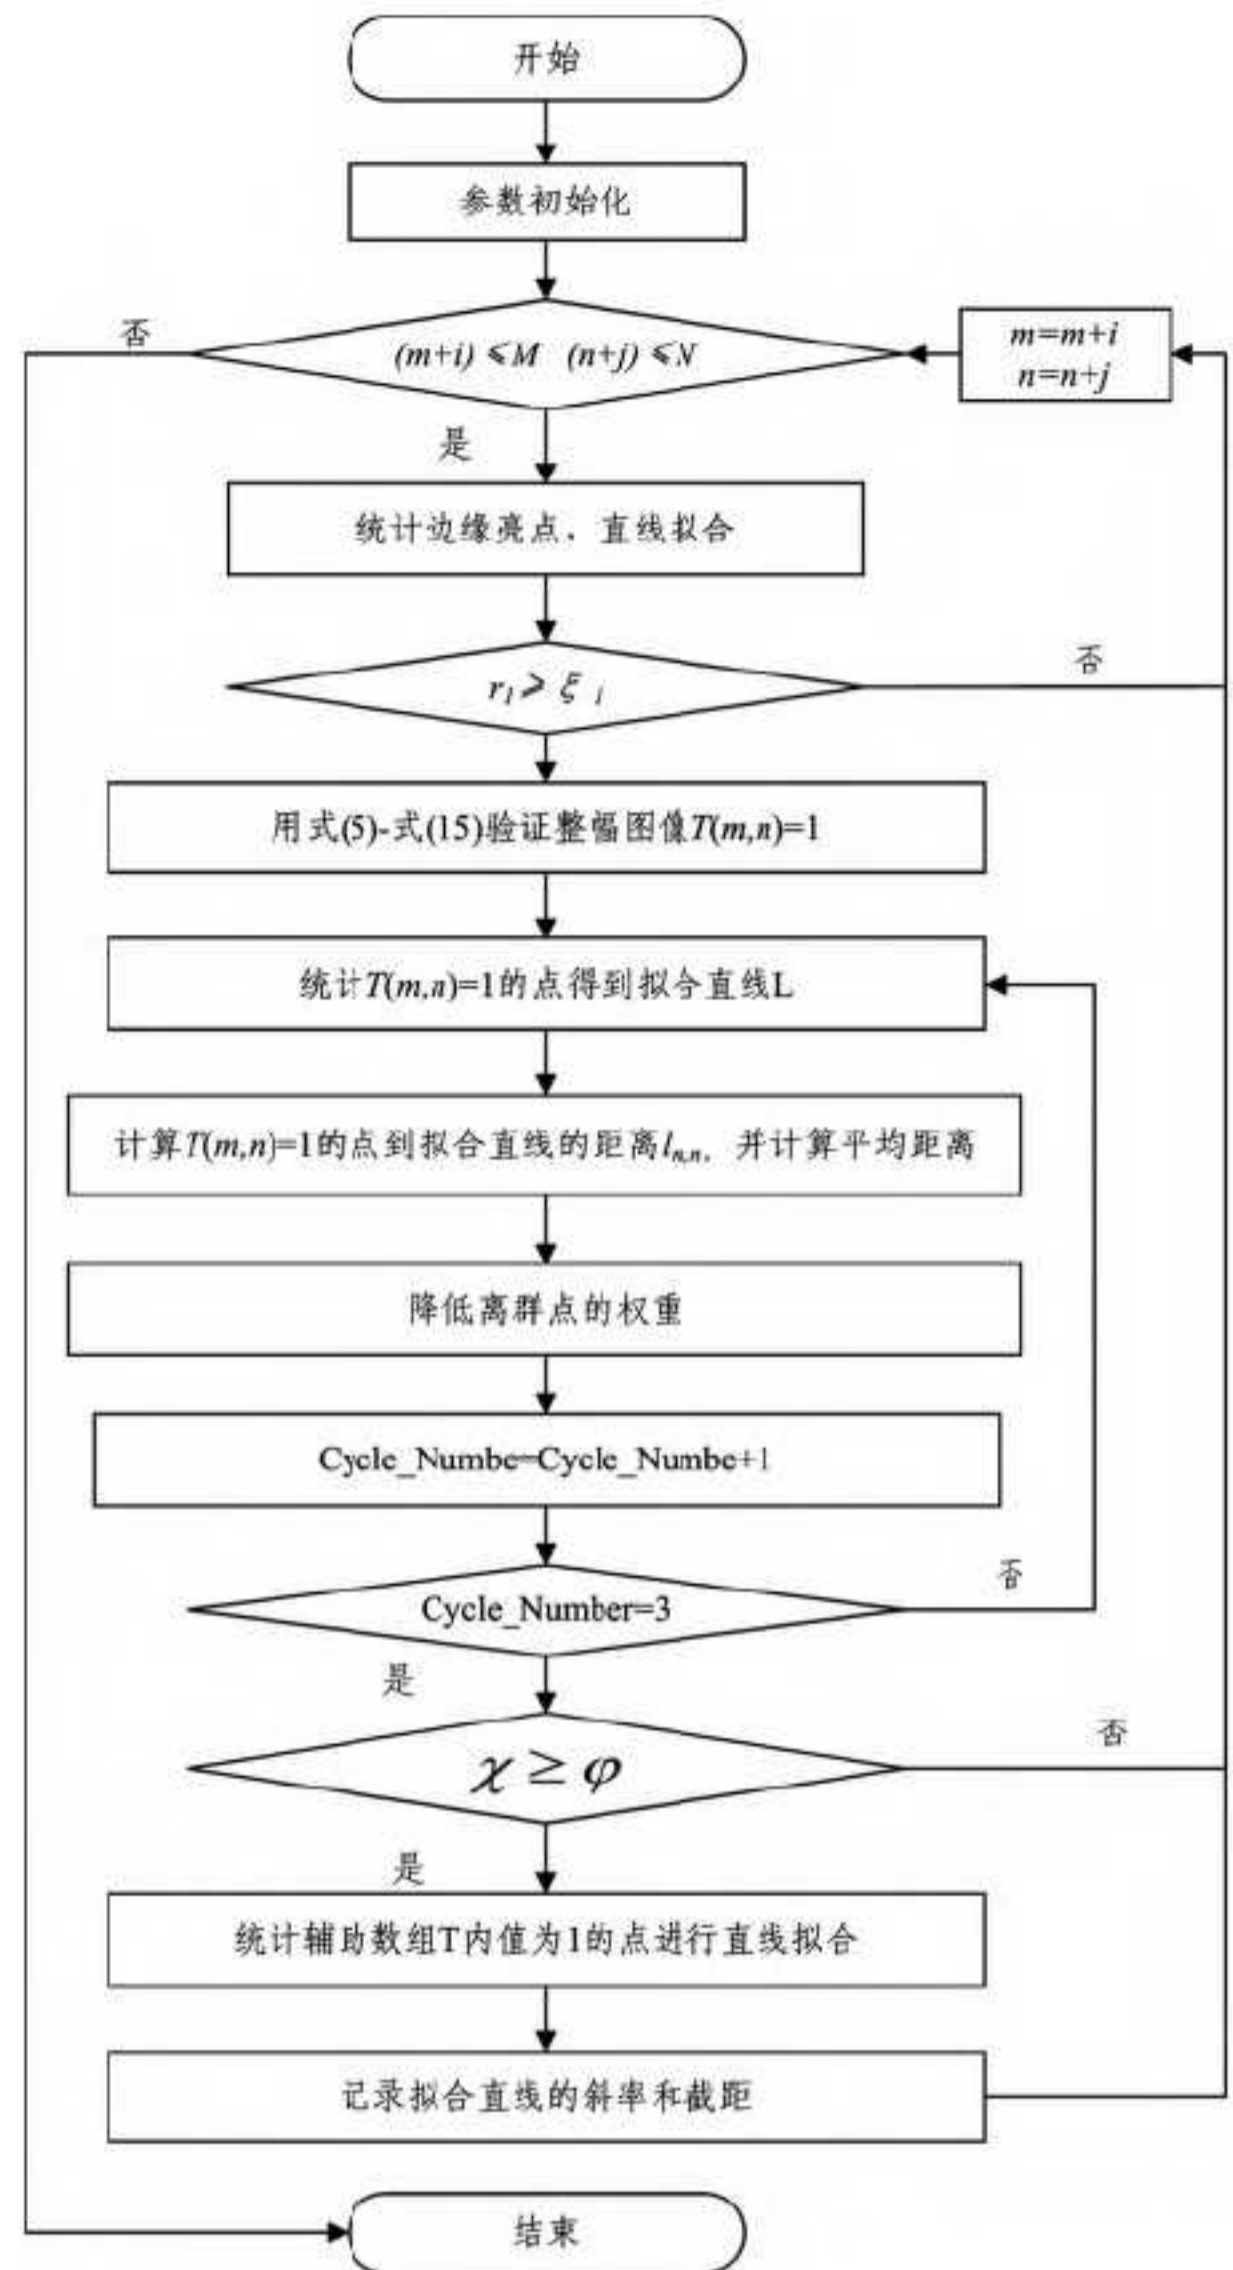 开始
参数初始化
否
(m+i) ≤M (n+j) ≤N
m=m+i
n=n+j
是
统计边缘亮点，直线拟合
否
r₁≥ξ ₁
用式(5)-式(15)验证整幅图像T(m,n)=1
统计T(m,n)=1的点得到拟合直线L
计算T(m,n)=1的点到拟合直线的距离lₙ,ₙ，并计算平均距离
降低离群点的权重
Cycle_Numbe=Cycle_Numbe+1
否
Cycle_Number=3
是
否
χ ≥ φ
是
统计辅助数组T内值为1的点进行直线拟合
记录拟合直线的斜率和截距
结束